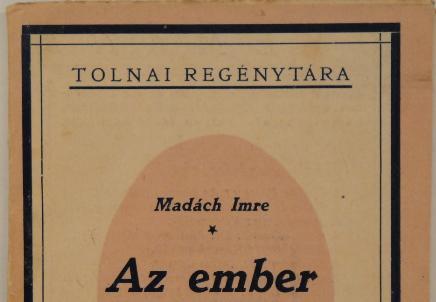 TOLNAI REGÉNYTÁRA
Madách Imre
Az ember